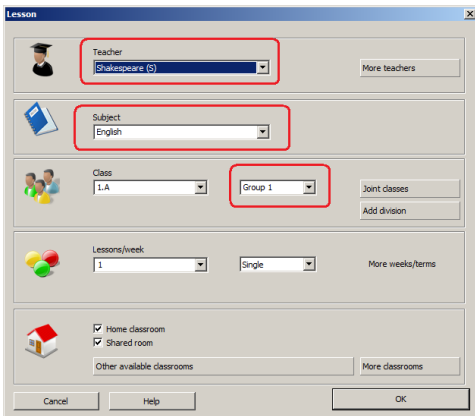 Lesson
Teacher
Shakespeare (S)
More teachers
Subject
English
Class
1.A
Group 1
Joint classes
Add division
Lessons/week
1
Single
More weeks/terms
Home classroom
Shared room
Other available classrooms
More classrooms
Cancel
Help
OK